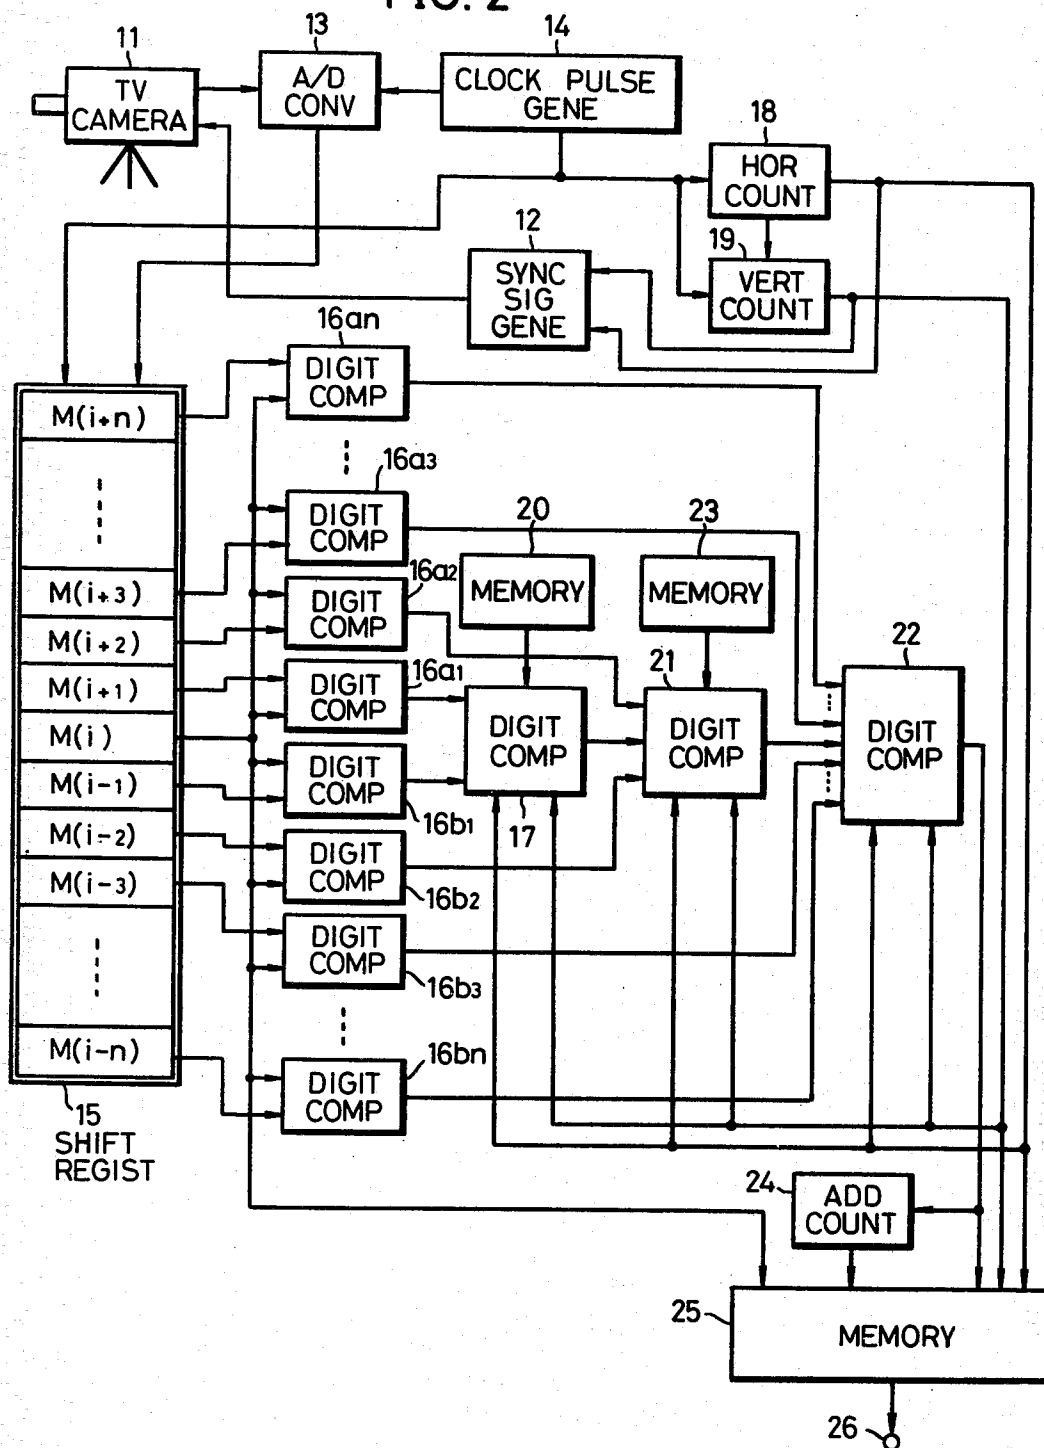 FIG. 2
11
13
14
TV
CAMERA
A/D
CONV
CLOCK PULSE
GENE
18
HOR
COUNT
12
19
SYNC
SIG
GENE
VERT
COUNT
16an
DIGIT
COMP
M(i+n)
16a3
DIGIT
COMP
20
23
M(i+3)
16a2
DIGIT
COMP
MEMORY
MEMORY
M(i+2)
22
M(i+1)
16a1
DIGIT
COMP
21
M(i)
DIGIT
COMP
DIGIT
COMP
DIGIT
COMP
M(i-1)
DIGIT
COMP
16b1
17
M(i-2)
DIGIT
COMP
16b2
M(i-3)
DIGIT
COMP
16b3
M(i-n)
16bn
DIGIT
COMP
15
SHIFT
REGIST
24
ADD
COUNT
25
MEMORY
26